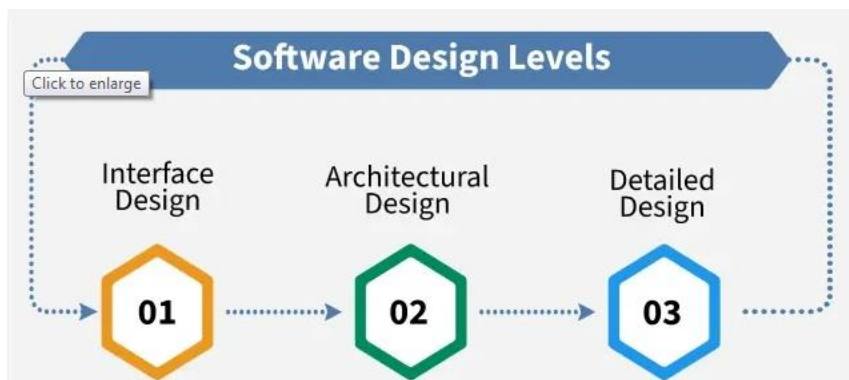 Software Design Levels
Click to enlarge
Interface
Design
Architectural
Design
Detailed
Design
01
02
03